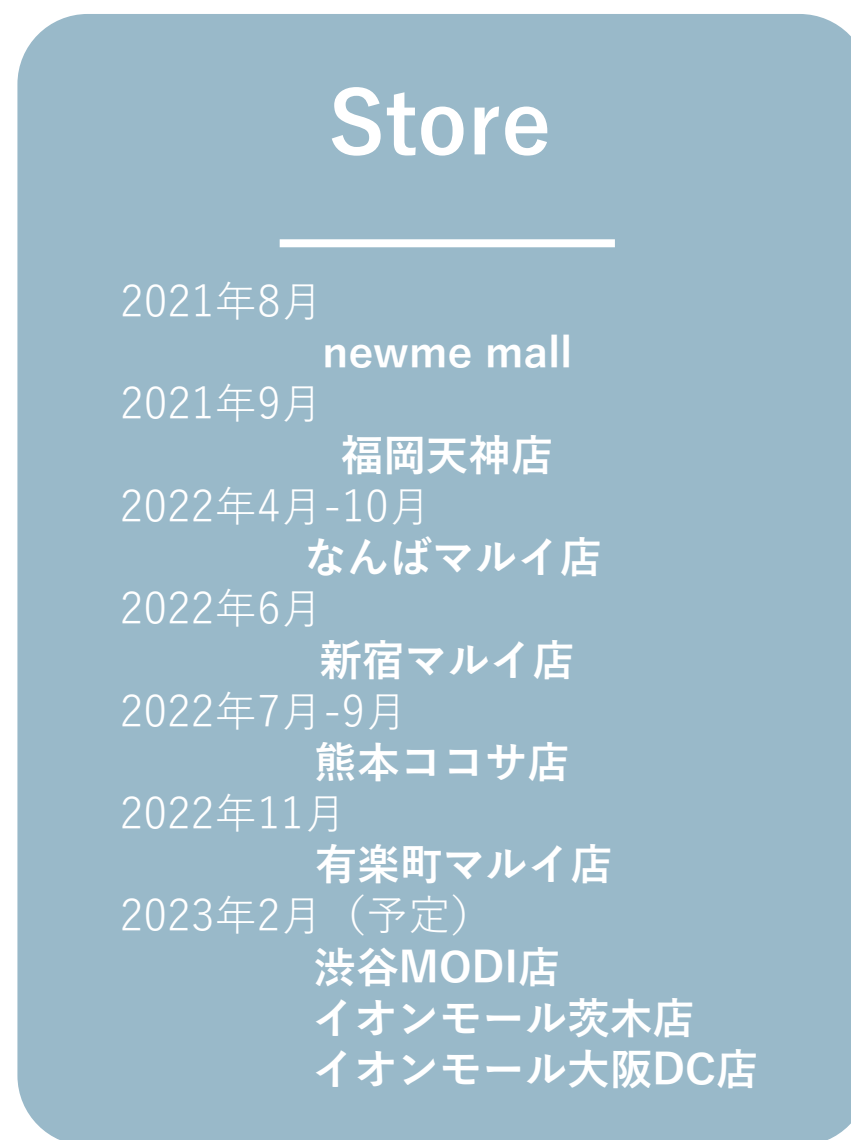 Store
2021年8月
newme mall
2021年9月
福岡天神店
2022年4月-10月
なんばマルイ店
2022年6月
新宿マルイ店
2022年7月-9月
熊本ココサ店
2022年11月
有楽町マルイ店
2023年2月（予定）
渋谷MODI店
イオンモール茨木店
イオンモール大阪DC店